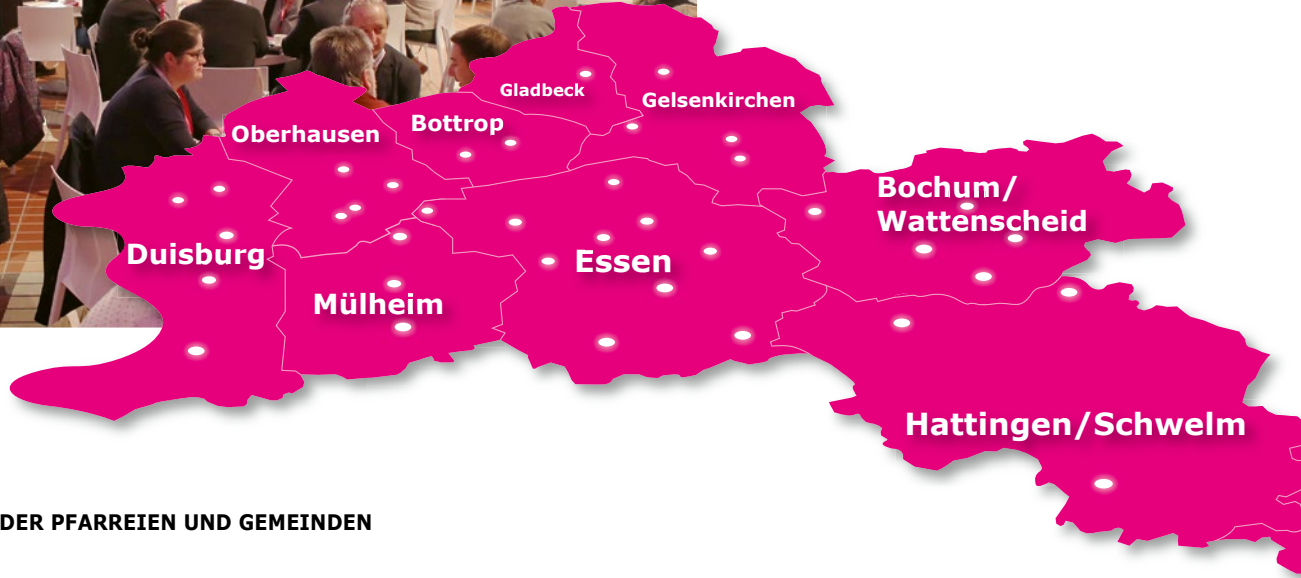 Gladbeck
Gelsenkirchen
Bottrop
Oberhausen
Bochum/
Wattenscheid
Duisburg
Essen
Mülheim
Hattingen/Schwelm
DER PFARREIEN UND GEMEINDEN